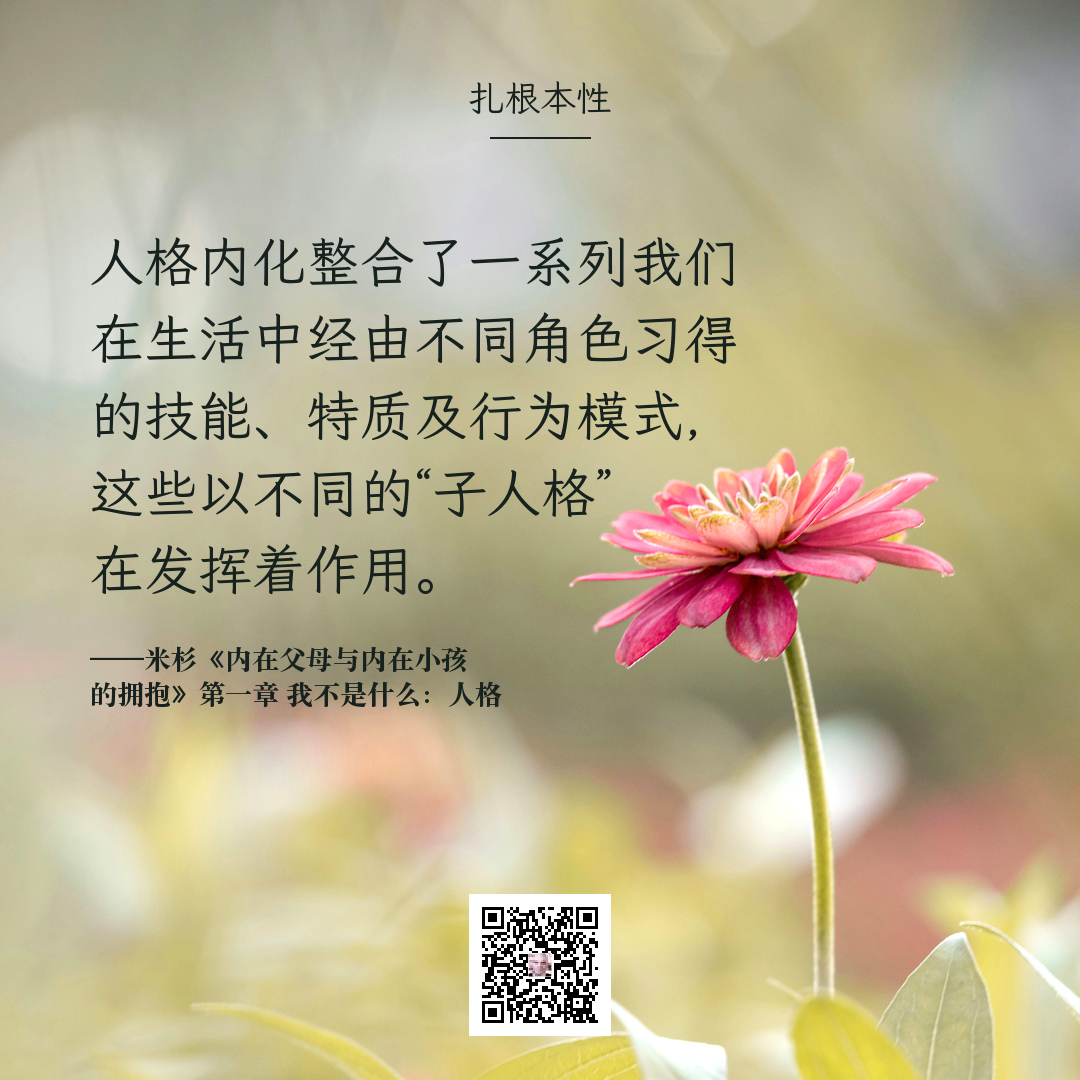 扎根本性
人格内化整合了一系列我们
在生活中经由不同角色习得
的技能、特质及行为模式,
这些以不同的“子人格”
在发挥着作用。
——米杉《内在父母与内在小孩
的拥抱》第一章 我不是什么：人格